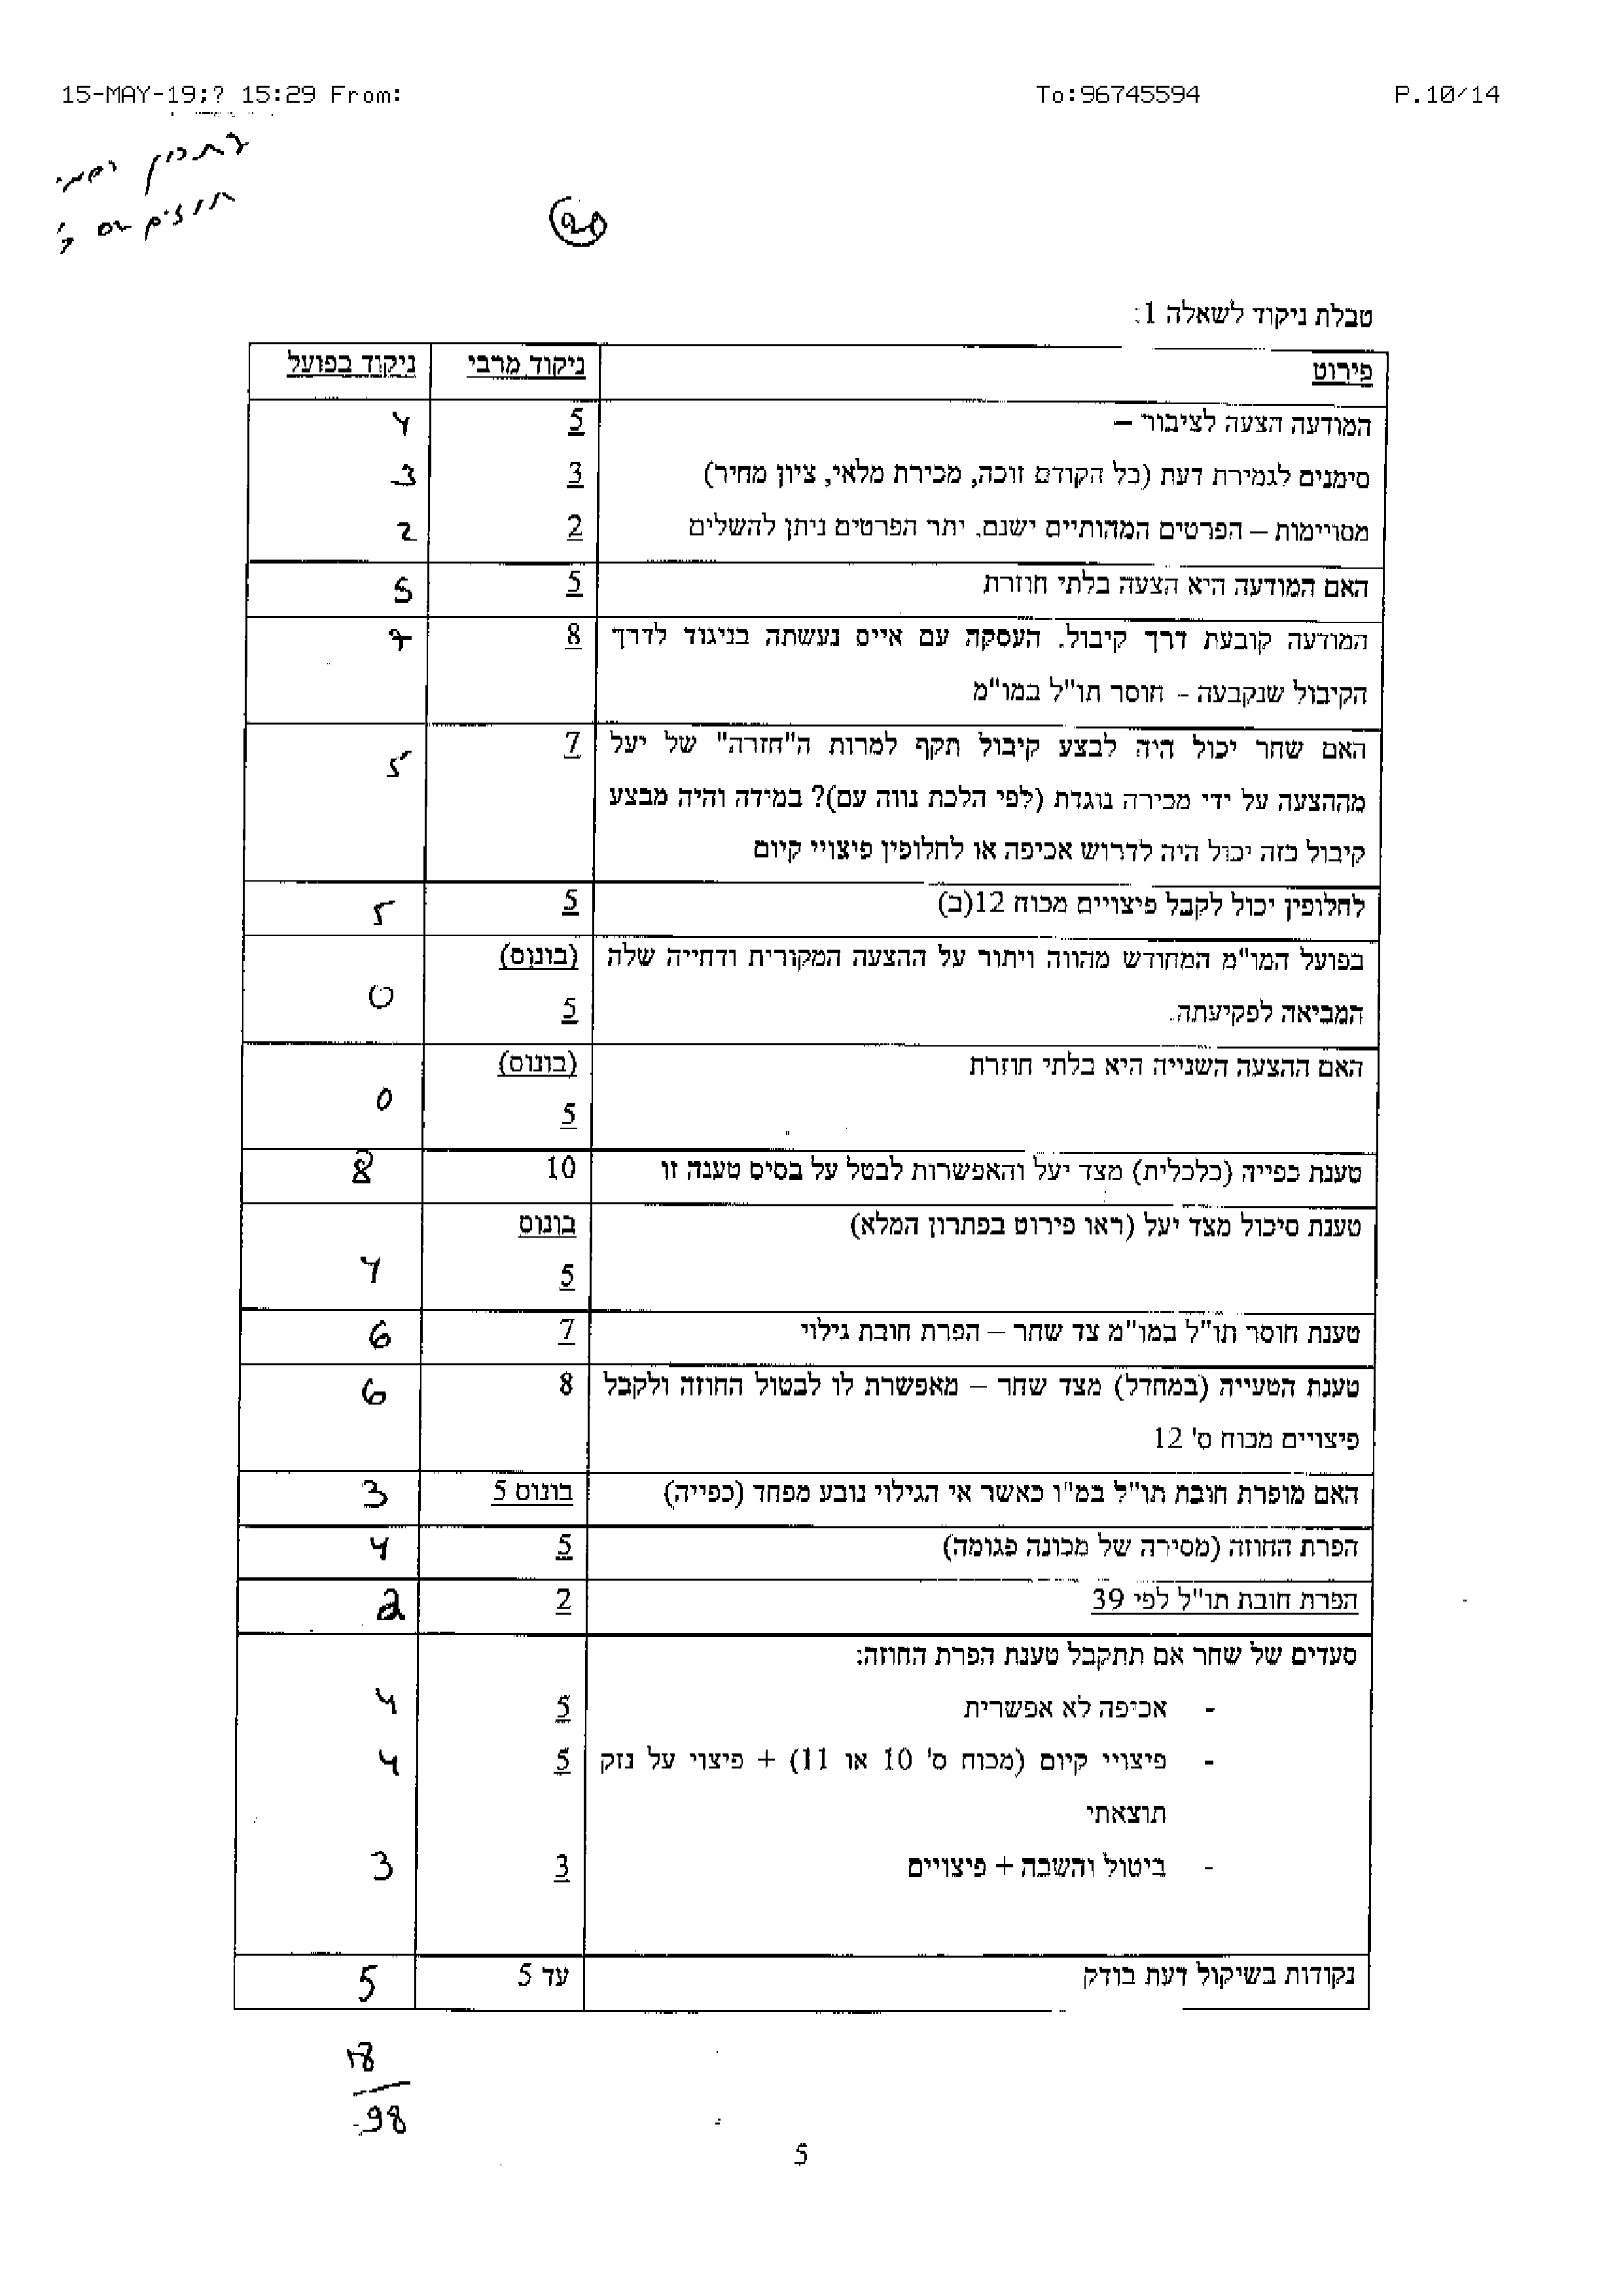 15-MAY-19;? 15:29 From: To:96745594 P.10/14
20
טבלת ניקוד לשאלה 1:
פירוט ניקוד מרבי ניקוד בפועל
המודעה הצעה לציבור – 5 4
סימנים לגמירת דעת (כל הקודם זוכה, מכירת מלאי, ציון מחיר) 3 3
מסויימות – הפרטים המהותיים ישנם, יתר הפרטים ניתן להשלים 2 2
האם המודעה היא הצעה בלתי חוזרת 5 5
המודעה קובעת דרך קיבול. העסקה עם אייס נעשתה בניגוד לדרך 8 7
הקיבול שנקבעה - חוסר תו"ל במו"מ
האם שחר יכול היה לבצע קיבול תקף למרות ה"חזרה" של יעל 7 5
מההצעה על ידי מכירה נוגדת (לפי הלכת נווה עם)? במידה והיה מבצע
קיבול כזה יכול היה לדרוש אכיפה או לחלופין פיצויי קיום
לחלופין יכול לקבל פיצויים מכוח 12(ב) 5 5
בפועל המו"מ המחודש מהווה ויתור על ההצעה המקורית ודחייה שלה (בונוס)
המביאה לפקיעתה. 5 0
האם ההצעה השנייה היא בלתי חוזרת (בונוס)
5 0
טענת כפייה (כלכלית) מצד יעל והאפשרות לבטל על בסיס טענה זו 10 8
טענת סיכול מצד יעל (ראו פירוט בפתרון המלא) בונוס
5 4
טענת חוסר תו"ל במו"מ צד שחר – הפרת חובת גילוי 7 6
טענת הטעייה (במחדל) מצד שחר – מאפשרת לו לבטול החוזה ולקבל 8 6
פיצויים מכוח ס' 12
האם מופרת חובת תו"ל במ"ו כאשר אי הגילוי נובע מפחד (כפייה) בונוס 5 3
הפרת החוזה (מסירה של מכונה פגומה) 5 4
הפרת חובת תו"ל לפי 39 2 2
סעדים של שחר אם תתקבל טענת הפרת החוזה:
- אכיפה לא אפשרית 5 4
- פיצויי קיום (מכוח ס' 10 או 11) + פיצוי על נזק 5 4
תוצאתי
- ביטול והשבה + פיצויים 3 3
נקודות בשיקול דעת בודק עד 5 5
98
5